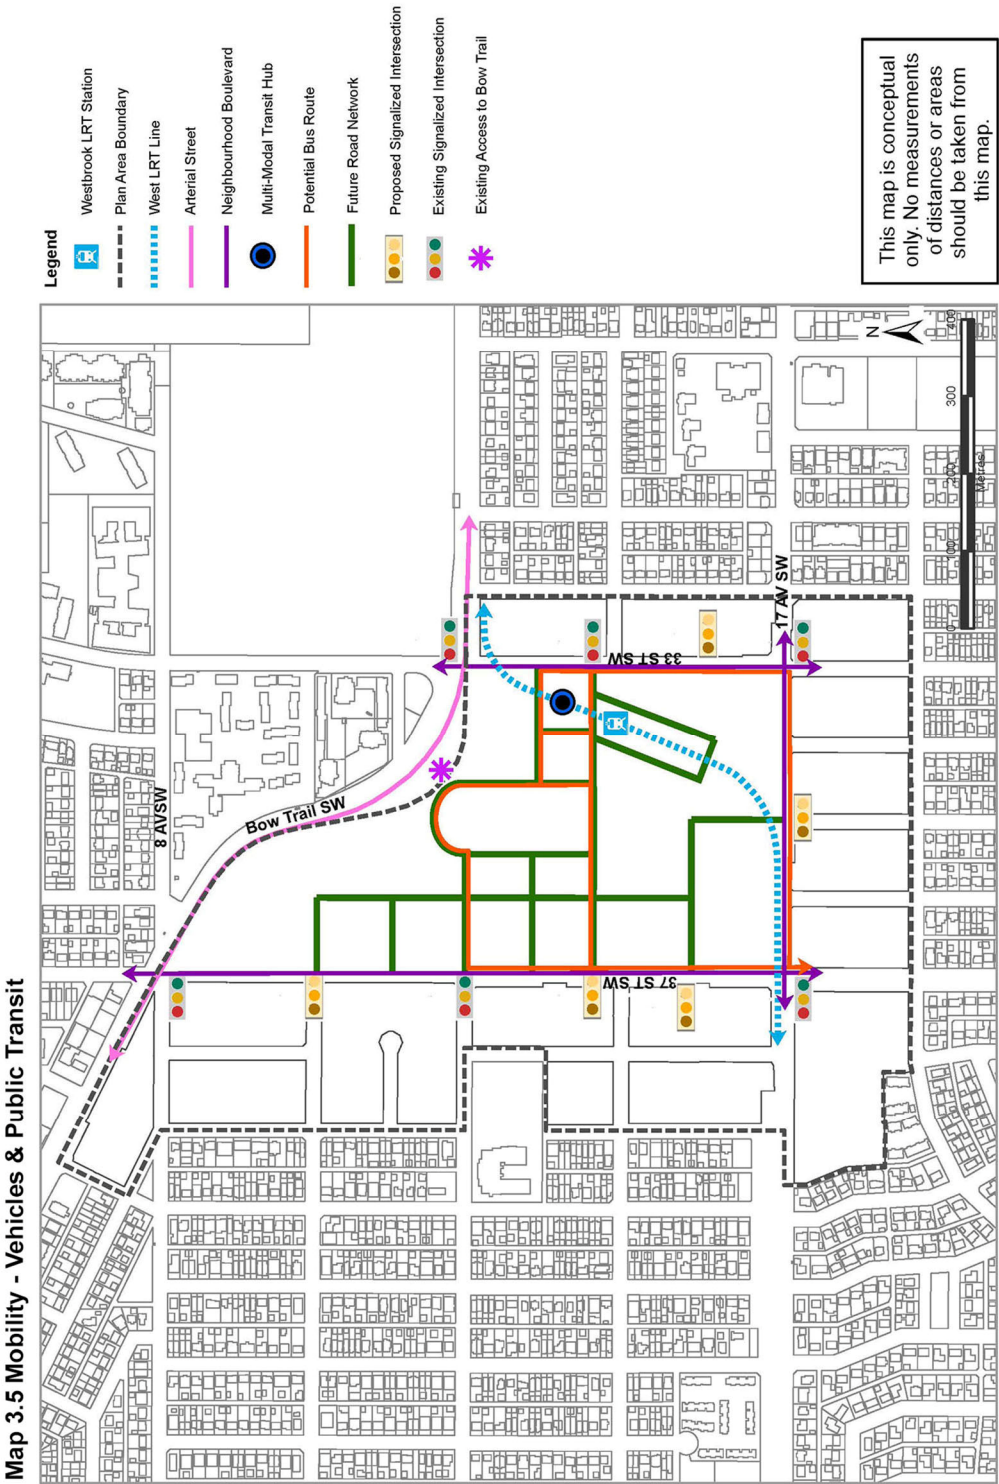 Map 3.5 Mobility - Vehicles & Public Transit
Legend
Westbrook LRT Station
Plan Area Boundary
West LRT Line
Arterial Street
Neighbourhood Boulevard
Multi-Modal Transit Hub
Potential Bus Route
Future Road Network
Proposed Signalized Intersection
Existing Signalized Intersection
Existing Access to Bow Trail
This map is conceptual
only. No measurements
of distances or areas
should be taken from
this map.
8 AV SW
Bow Trail SW
37 ST SW
33 ST SW
17 AV SW
N
0
100
200
300
400
Metres